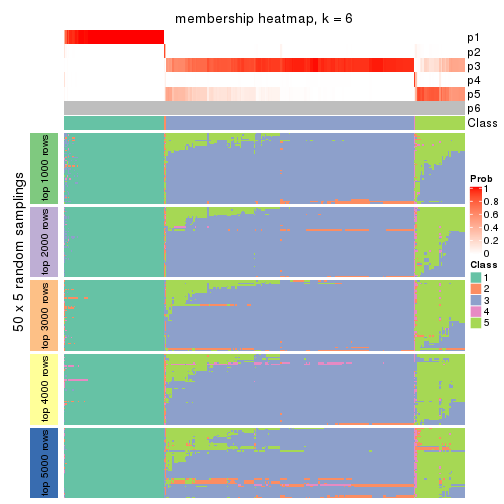 membership heatmap, k = 6
p1
p2
p3
p4
p5
p6
Class
50 x 5 random samplings
top 1000 rows
top 2000 rows
top 3000 rows
top 4000 rows
top 5000 rows
Prob
1
0.8
0.6
0.4
0.2
0
Class
1
2
3
4
5